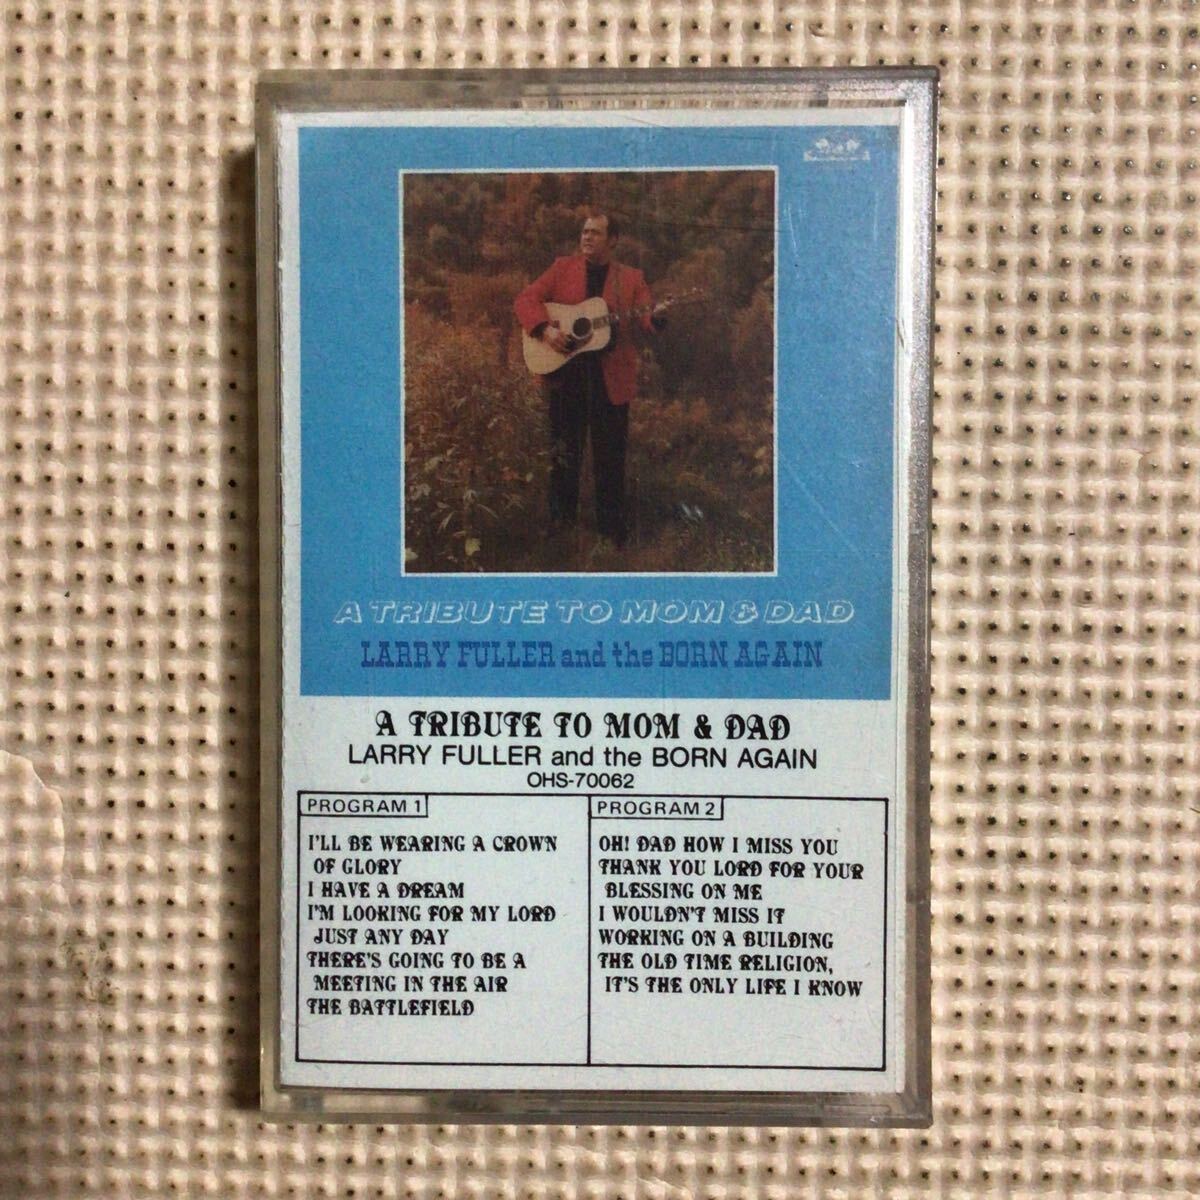 A TRIBUTE TO MOM & DAD
LARRY FULLER and the BORN AGAIN
A TRIBUTE TO MOM & DAD
LARRY FULLER and the BORN AGAIN
OHS-70062
PROGRAM 1
I'LL BE WEARING A CROWN
OF GLORY
I HAVE A DREAM
I'M LOOKING FOR MY LORD
JUST ANY DAY
THERE'S GOING TO BE A
MEETING IN THE AIR
THE BATTLEFIELD
PROGRAM 2
OH! DAD HOW I MISS YOU
THANK YOU LORD FOR YOUR
BLESSING ON ME
I WOULDN'T MISS IT
WORKING ON A BUILDING
THE OLD TIME RELIGION,
IT'S THE ONLY LIFE I KNOW